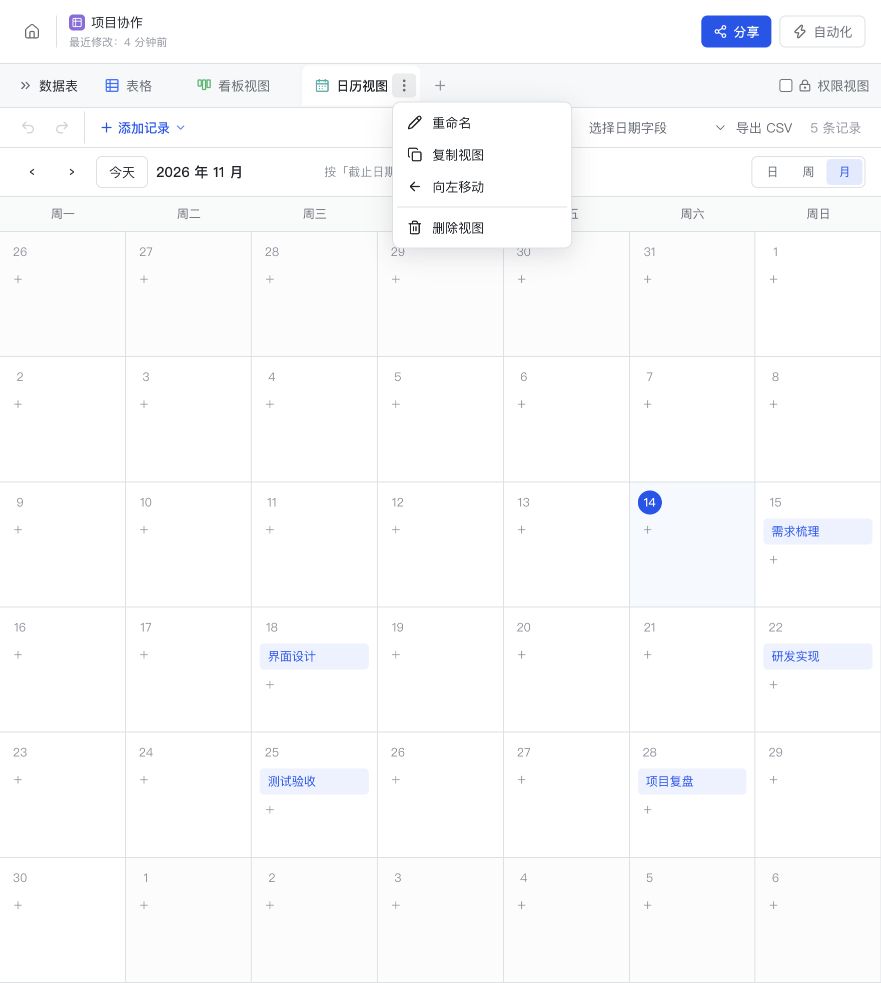 项目协作
最近修改：4 分钟前
分享
自动化
数据表
表格
看板视图
日历视图
权限视图
添加记录
选择日期字段
导出 CSV
5 条记录
重命名
复制视图
向左移动
删除视图
今天
2026 年 11 月
按「截止日期
日 周 月
周一 周二 周三 五 周六 周日
26 27 28 29 30 31 1
2 3 4 5 6 7 8
9 10 11 12 13 14 15
需求梳理
16 17 18 19 20 21 22
界面设计 研发实现
23 24 25 26 27 28 29
测试验收 项目复盘
30 1 2 3 4 5 6